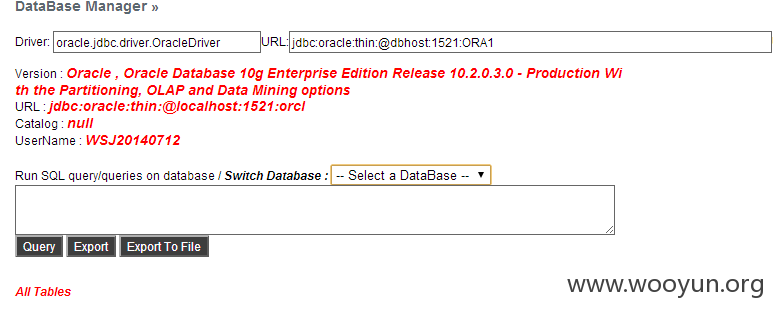 DataBase Manager »
Driver: oracle.jdbc.driver.OracleDriver URL: jdbc:oracle:thin:@dbhost:1521:ORA1
Version : Oracle , Oracle Database 10g Enterprise Edition Release 10.2.0.3.0 - Production Wi
th the Partitioning, OLAP and Data Mining options
URL : jdbc:oracle:thin:@localhost:1521:orcl
Catalog : null
UserName : WSJ20140712
Run SQL query/queries on database / Switch Database : -- Select a DataBase --
Query Export Export To File
All Tables
www.wooyun.org